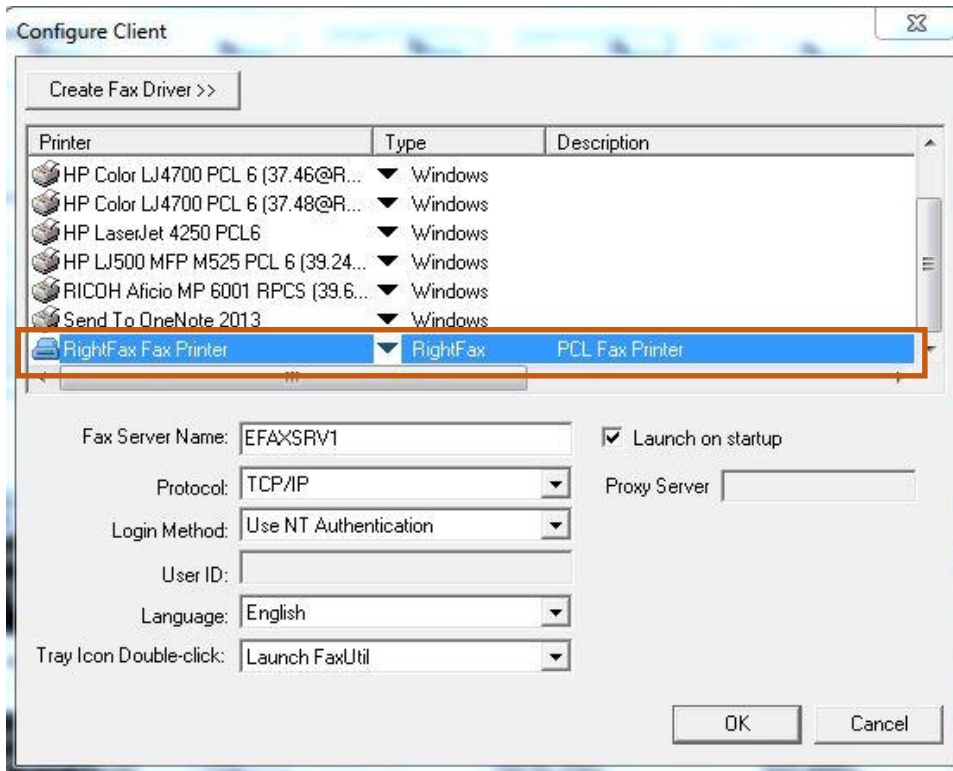 Configure Client
Create Fax Driver >>
Printer Type Description
HP Color LJ4700 PCL 6 (37.46@R... Windows
HP Color LJ4700 PCL 6 (37.48@R... Windows
HP LaserJet 4250 PCL6 Windows
HP LJ500 MFP M525 PCL 6 (39.24... Windows
RICOH Aficio MP 6001 RPCS (39.6... Windows
Send To OneNote 2013 Windows
RightFax Fax Printer RightFax PCL Fax Printer
Fax Server Name: EFAXSRV1 Launch on startup
Protocol: TCP/IP Proxy Server
Login Method: Use NT Authentication
User ID:
Language: English
Tray Icon Double-click: Launch FaxUtil
OK Cancel